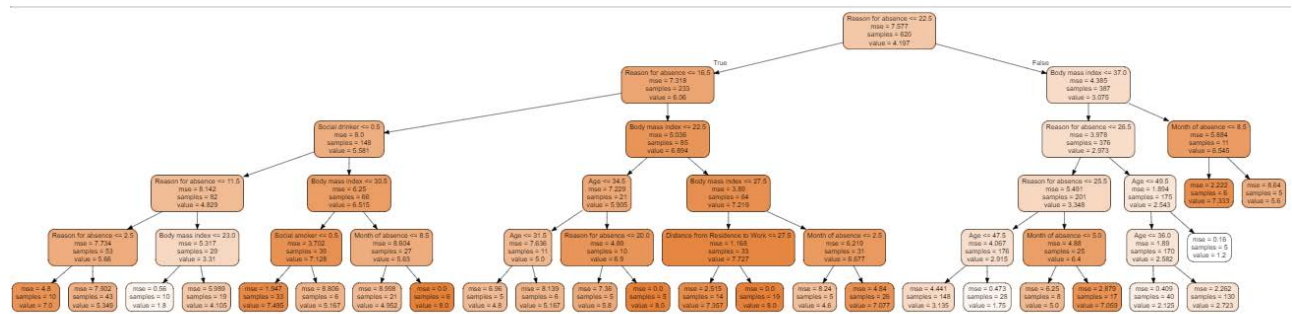 Reason for absence <= 22.5
mse = 7.577
samples = 620
value = 4.197
True
False
Reason for absence <= 16.5
mse = 7.318
samples = 233
value = 6.06
Body mass index <= 37.0
mse = 4.395
samples = 387
value = 3.075
Social drinker <= 0.5
mse = 8.0
samples = 148
value = 5.581
Body mass index <= 22.5
mse = 5.036
samples = 85
value = 6.894
Reason for absence <= 26.5
mse = 3.978
samples = 376
value = 2.973
Month of absence <= 8.5
mse = 5.884
samples = 11
value = 6.545
Reason for absence <= 11.5
mse = 8.142
samples = 82
value = 4.829
Body mass index <= 30.5
mse = 6.25
samples = 66
value = 6.515
Age <= 34.5
mse = 7.229
samples = 21
value = 5.905
Body mass index <= 27.5
mse = 3.89
samples = 64
value = 7.219
Reason for absence <= 25.5
mse = 5.491
samples = 201
value = 3.348
Age <= 49.5
mse = 1.894
samples = 175
value = 2.543
mse = 2.222
samples = 6
value = 7.333
mse = 8.64
samples = 5
value = 5.6
Reason for absence <= 2.5
mse = 7.734
samples = 53
value = 5.66
Body mass index <= 23.0
mse = 5.317
samples = 29
value = 3.31
Social smoker <= 0.5
mse = 3.702
samples = 39
value = 7.128
Month of absence <= 8.5
mse = 8.604
samples = 27
value = 5.63
Age <= 31.5
mse = 7.636
samples = 11
value = 5.0
Reason for absence <= 20.0
mse = 4.89
samples = 10
value = 6.9
Distance from Residence to Work <= 27.5
mse = 1.168
samples = 33
value = 7.727
Month of absence <= 2.5
mse = 6.219
samples = 31
value = 6.677
Age <= 47.5
mse = 4.067
samples = 176
value = 2.915
Month of absence <= 5.0
mse = 4.88
samples = 25
value = 6.4
Age <= 36.0
mse = 1.89
samples = 170
value = 2.582
mse = 0.16
samples = 5
value = 1.2
mse = 4.8
samples = 10
value = 7.0
mse = 7.902
samples = 43
value = 5.349
mse = 0.56
samples = 10
value = 1.8
mse = 5.989
samples = 19
value = 4.105
mse = 1.947
samples = 33
value = 7.485
mse = 8.806
samples = 6
value = 5.167
mse = 8.998
samples = 21
value = 4.952
mse = 0.0
samples = 6
value = 8.0
mse = 6.96
samples = 5
value = 4.8
mse = 8.139
samples = 6
value = 5.167
mse = 7.36
samples = 5
value = 5.8
mse = 0.0
samples = 5
value = 8.0
mse = 2.515
samples = 14
value = 7.357
mse = 0.0
samples = 19
value = 8.0
mse = 8.24
samples = 5
value = 4.6
mse = 4.84
samples = 26
value = 7.077
mse = 4.441
samples = 148
value = 3.135
mse = 0.473
samples = 28
value = 1.75
mse = 6.25
samples = 8
value = 5.0
mse = 2.879
samples = 17
value = 7.059
mse = 0.409
samples = 40
value = 2.125
mse = 2.262
samples = 130
value = 2.723